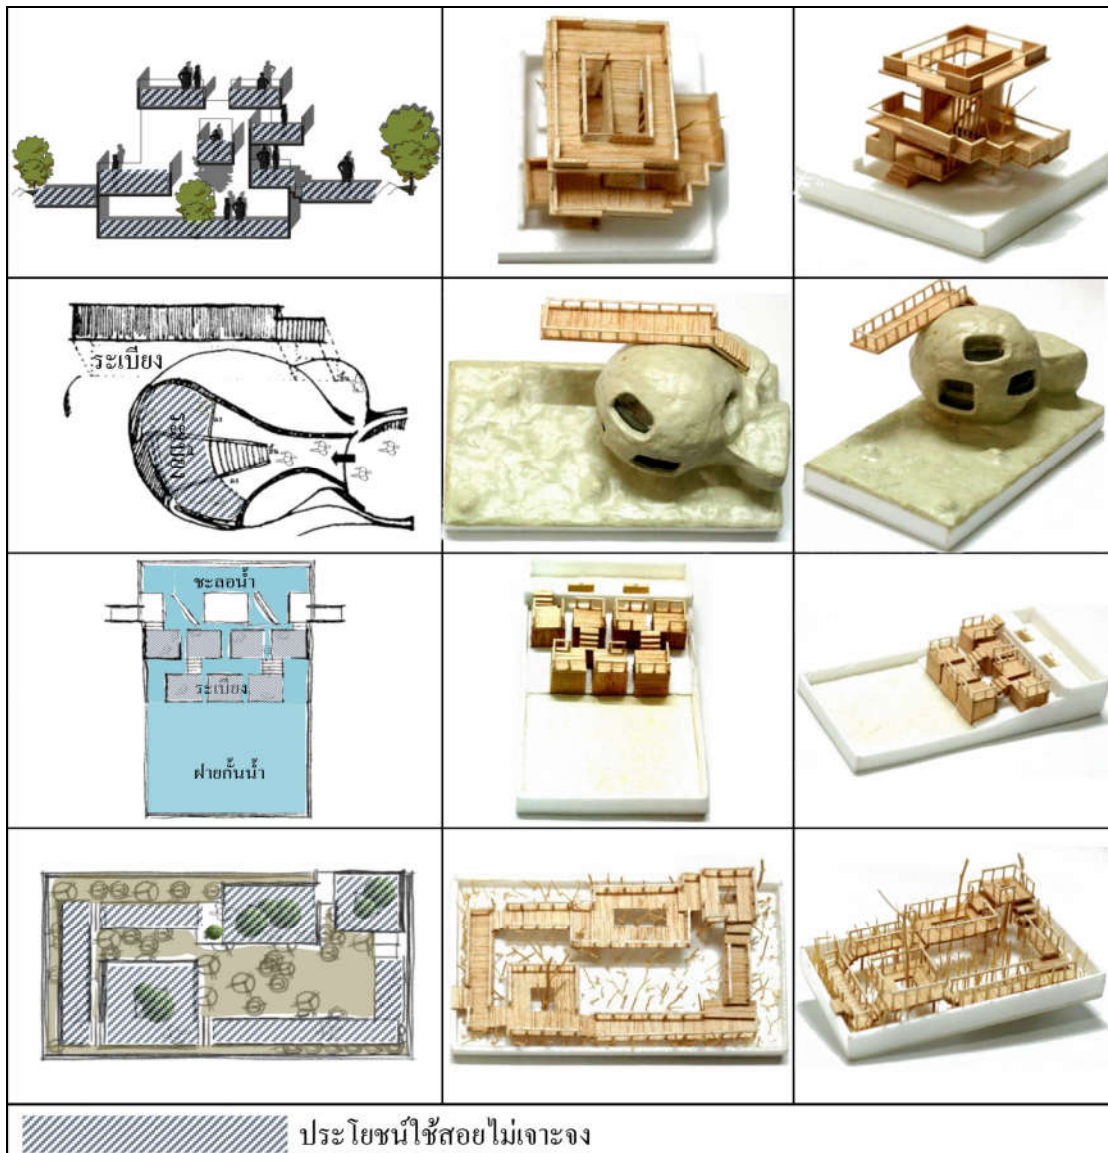 ระเบียง
ระเบียง
ชะลอน้ำ
ระเบียง
ฝายกั้นน้ำ
ประโยชน์ใช้สอยไม่เจาะจง